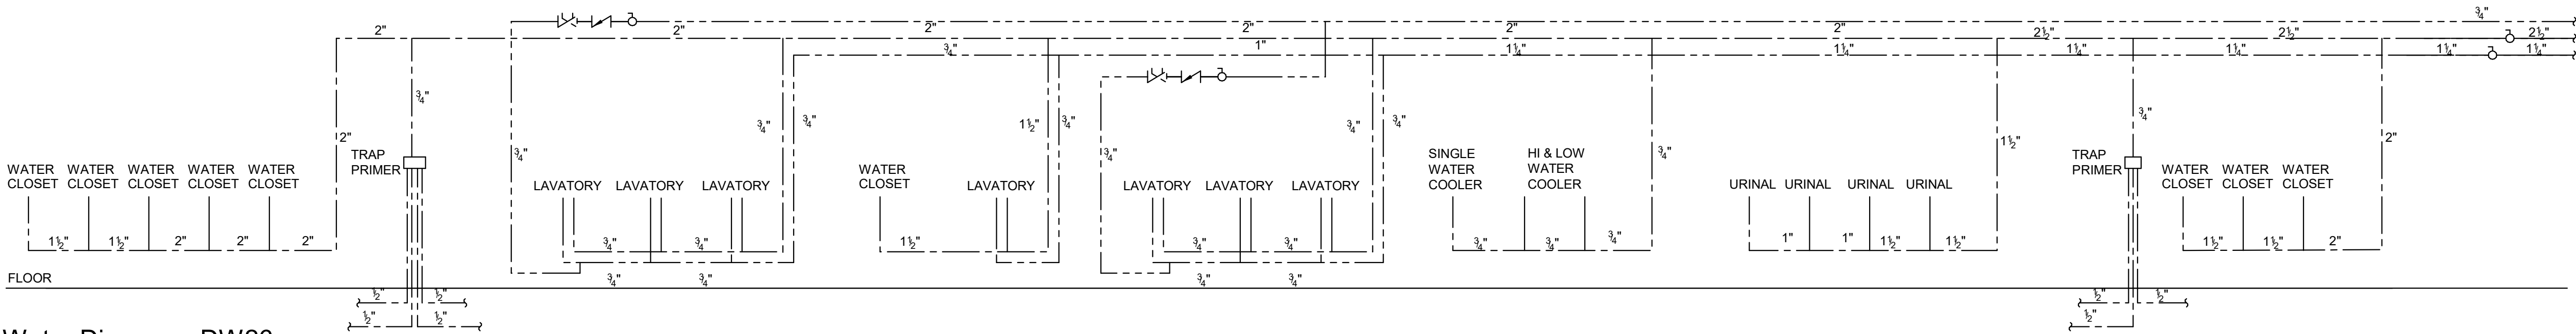 ¾"
2" 2" 2" 2" 2" 2" 2½" 2½" 2½"
¾" 1" 1¼" 1¼" 1¼" 1¼" 1¼" 1¼"
¾" ¾" ¾" 1½" ¾" ¾" ¾" ¾"
2" ¾" ¾" ¾" 1½" 2"
WATER CLOSET
WATER CLOSET
WATER CLOSET
WATER CLOSET
WATER CLOSET
TRAP
PRIMER
LAVATORY LAVATORY LAVATORY
WATER
CLOSET
LAVATORY
LAVATORY LAVATORY LAVATORY
SINGLE
WATER
COOLER
HI & LOW
WATER
COOLER
URINAL URINAL URINAL URINAL
TRAP
PRIMER
WATER CLOSET
WATER CLOSET
WATER CLOSET
1½" 1½" 2" 2" 2"
¾" ¾"
1½"
¾" ¾"
¾" ¾" ¾"
1" 1" 1½" 1½"
1½" 1½" 2"
¾" ¾" ¾" ¾"
FLOOR
½" ½" ½" ½"
½" ½" ½"